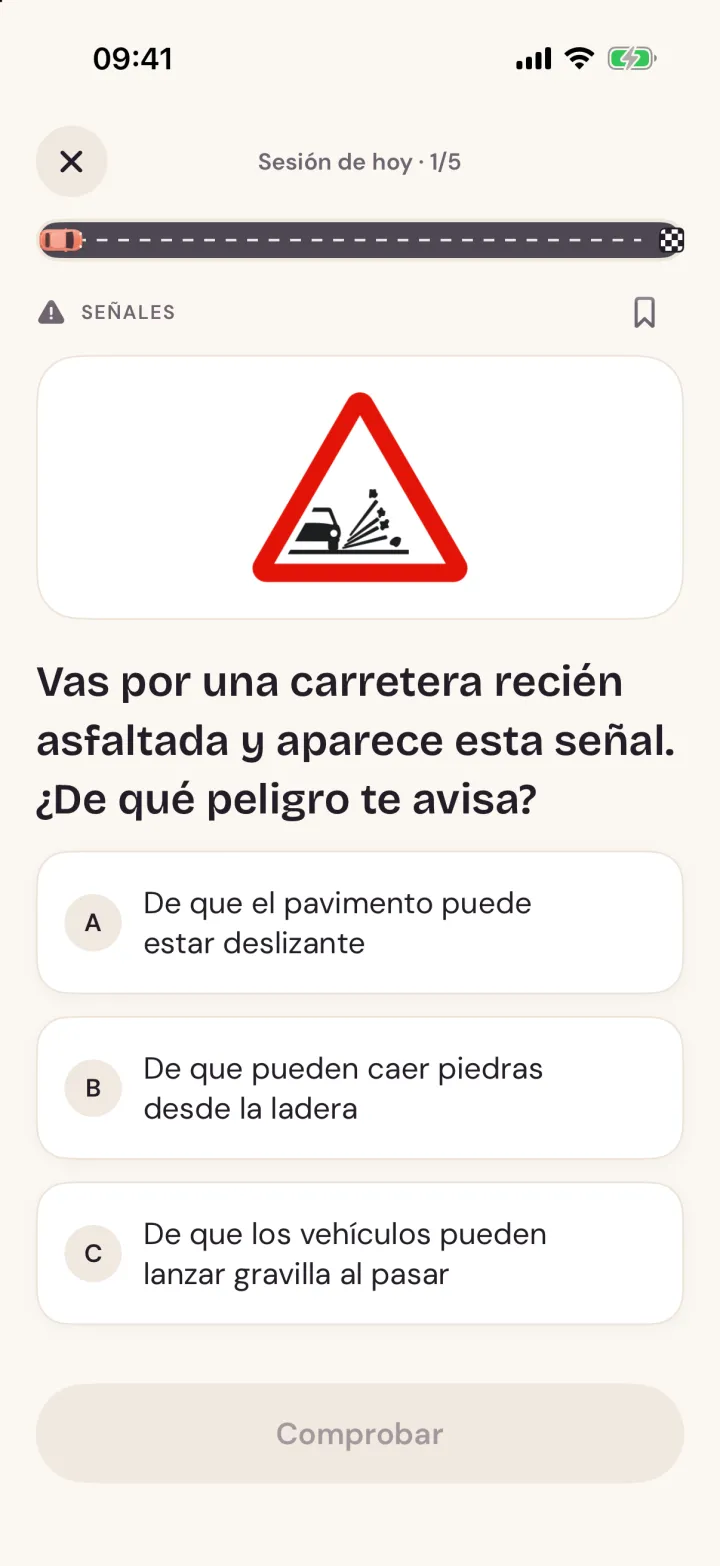 09:41
Sesión de hoy · 1/5
SEÑALES
Vas por una carretera recién
asfaltada y aparece esta señal.
¿De qué peligro te avisa?
A
De que el pavimento puede
estar deslizante
B
De que pueden caer piedras
desde la ladera
C
De que los vehículos pueden
lanzar gravilla al pasar
Comprobar